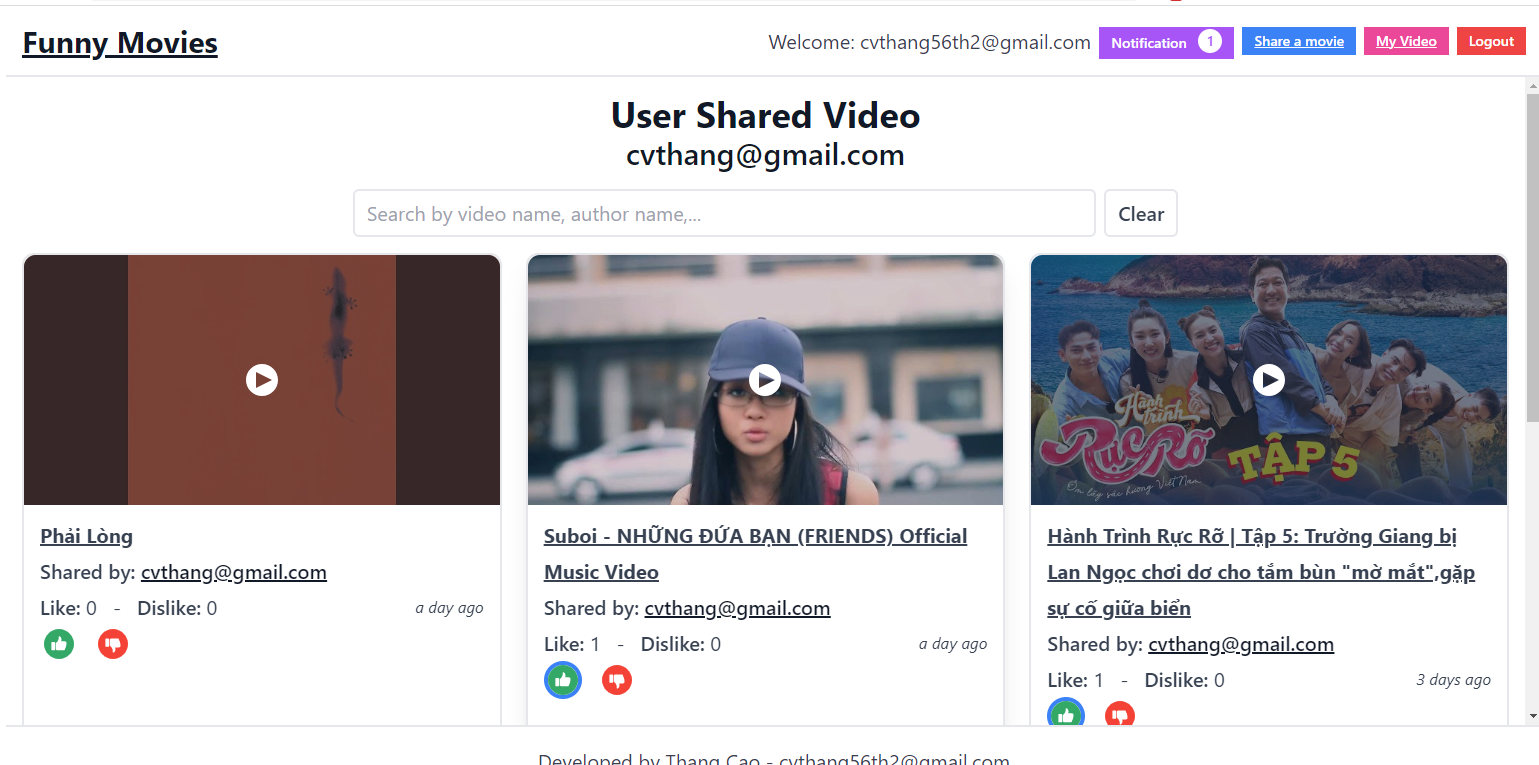 Funny Movies
Welcome: cvthang56th2@gmail.com
Notification 1
Share a movie
My Video
Logout
User Shared Video
cvthang@gmail.com
Search by video name, author name,...
Clear
Hành trình
Rực Rỡ
TẬP 5
Phải Lòng
Shared by: cvthang@gmail.com
Like: 0 - Dislike: 0
a day ago
Suboi - NHỮNG ĐỨA BẠN (FRIENDS) Official
Music Video
Shared by: cvthang@gmail.com
Like: 1 - Dislike: 0
a day ago
Hành Trình Rực Rỡ | Tập 5: Trường Giang bị
Lan Ngọc chơi dơ cho tắm bùn "mờ mắt",gặp
sự cố giữa biển
Shared by: cvthang@gmail.com
Like: 1 - Dislike: 0
3 days ago
Developed by Thang Cao - cvthang56th2@gmail.com